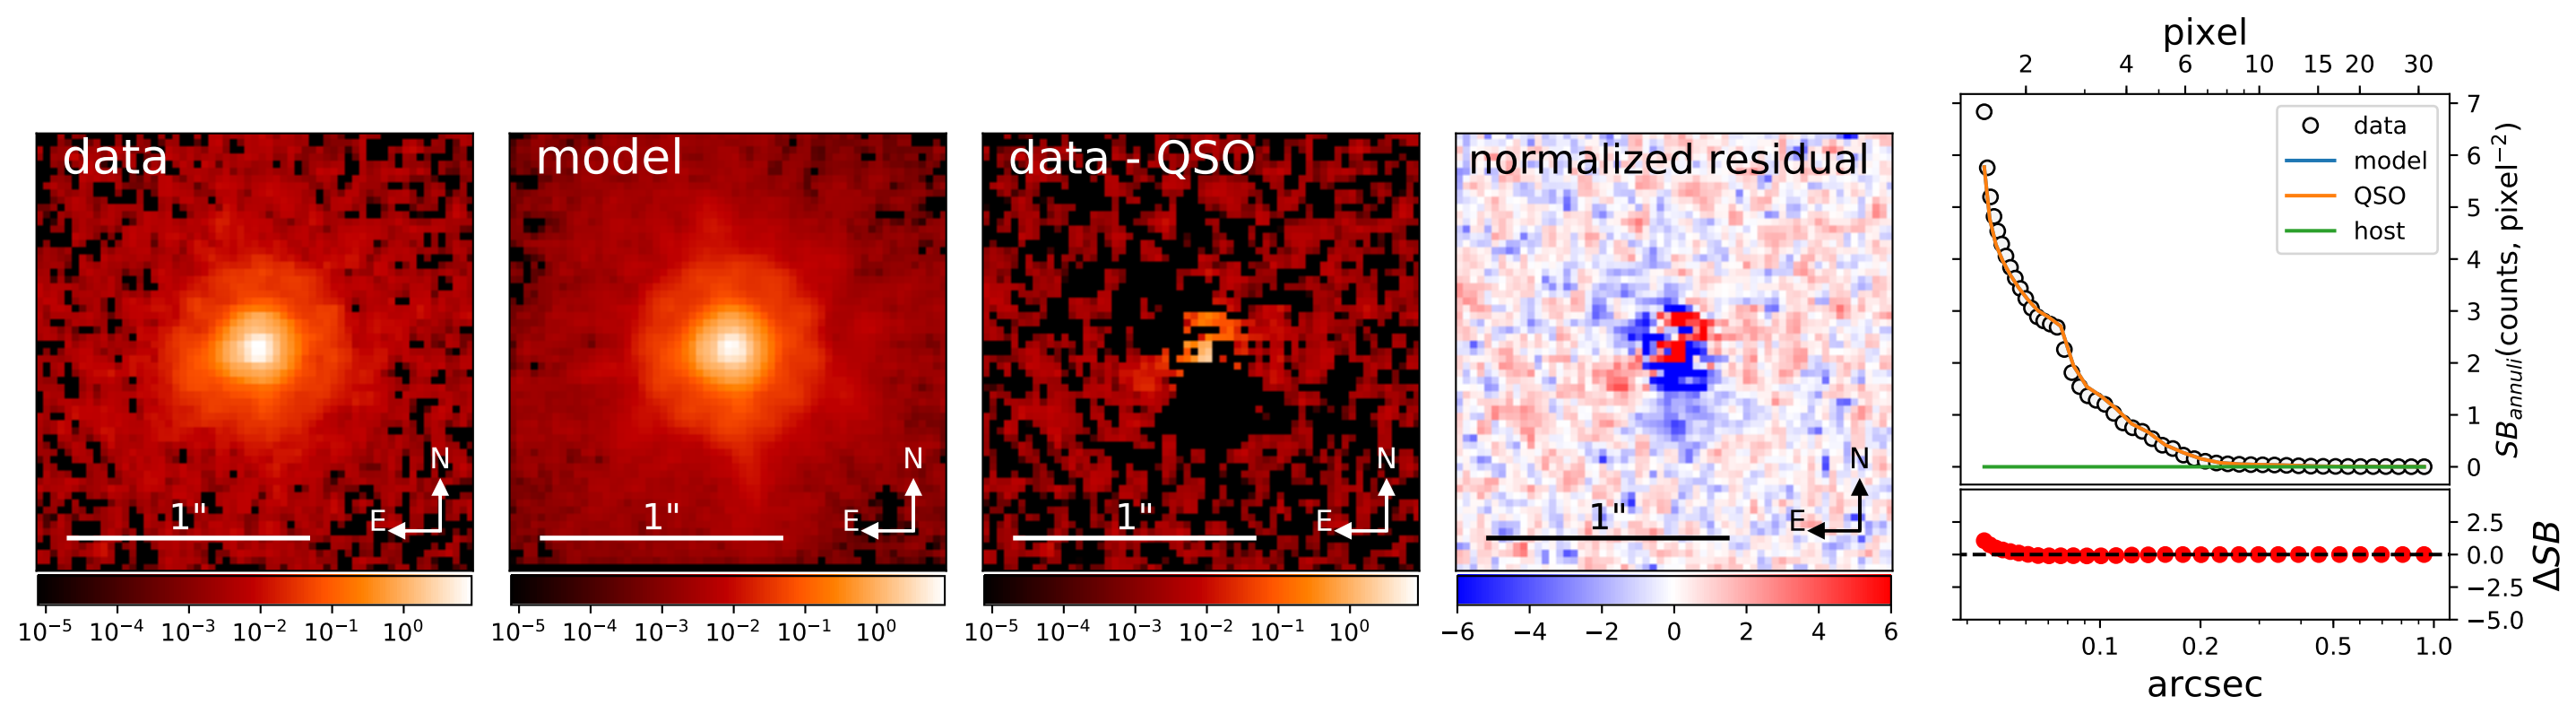 data
N
E
1"
10⁻⁵ 10⁻⁴ 10⁻³ 10⁻² 10⁻¹ 10⁰
model
N
E
1"
10⁻⁵ 10⁻⁴ 10⁻³ 10⁻² 10⁻¹ 10⁰
data - QSO
N
E
1"
10⁻⁵ 10⁻⁴ 10⁻³ 10⁻² 10⁻¹ 10⁰
normalized residual
N
E
1"
−6 −4 −2 0 2 4 6
pixel
2 4 6 10 15 20 30
data
model
QSO
host
7
6
5
4
3
2
1
0
SB_annuli(counts, pixel⁻²)
2.5
0.0
−2.5
−5.0
ΔSB
0.1 0.2 0.5 1.0
arcsec